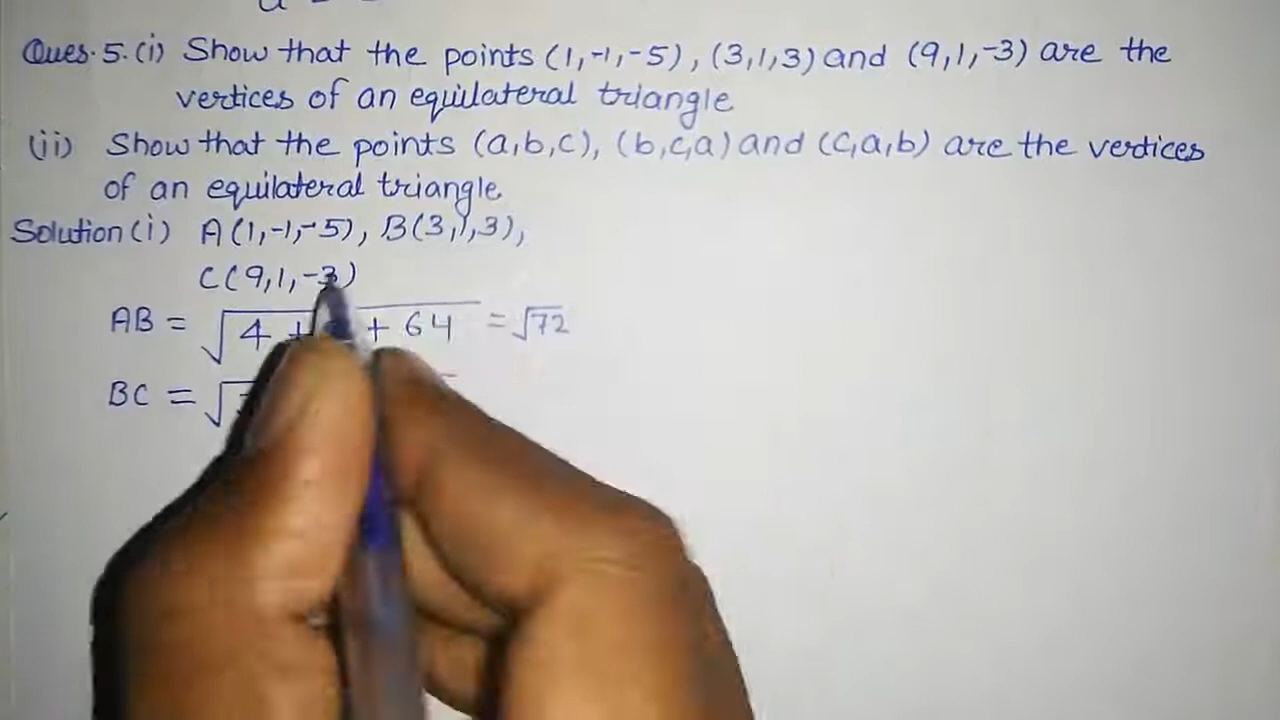 Ques. 5. (i) Show that the points (1,-1,-5), (3,1,3) and (9,1,-3) are the
vertices of an equilateral triangle
(ii) Show that the points (a,b,c), (b,c,a) and (c,a,b) are the vertices
of an equilateral triangle
Solution (i) A(1,-1,-5), B(3,1,3),
C(9,1,-3)
AB = √4 + + 64 = √72
BC = √